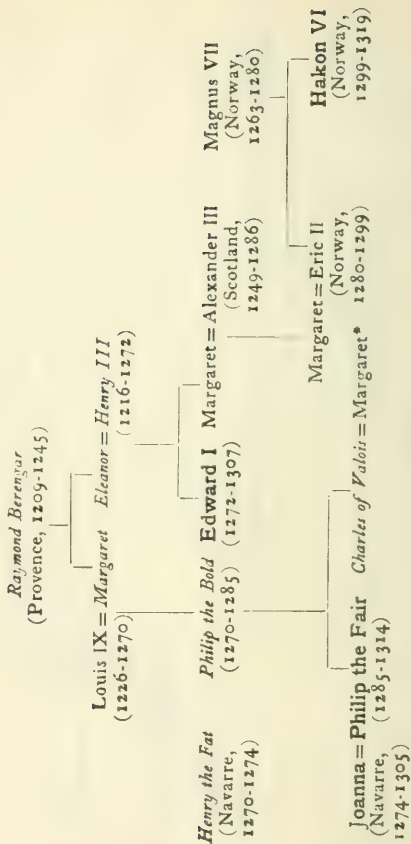 Raymond Berengar
(Provence, 1209-1245)
Louis IX = Margaret Eleanor = Henry III
(1226-1270) (1216-1272)
Henry the Fat Philip the Bold Edward I Margaret = Alexander III Magnus VII
(Navarre, (1270-1285) (1272-1307) (Scotland, (Norway,
1270-1274) 1249-1286) 1263-1280)
Joanna = Philip the Fair Charles of Valois = Margaret* Margaret = Eric II Hakon VI
(Navarre, (1285-1314) (Norway, (Norway,
1274-1305) 1280-1299) 1299-1319)